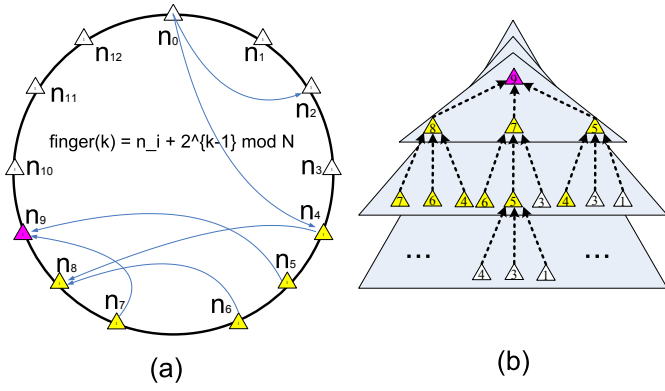 n0
n12
n1
n11
n2
finger(k) = n_i + 2^{k-1} mod N
n10
n3
n9
n4
n8
n5
n7
n6
(a)
9
8 7 5
7 6 4 6 5 3 4 3 1
... 4 3 1 ...
(b)